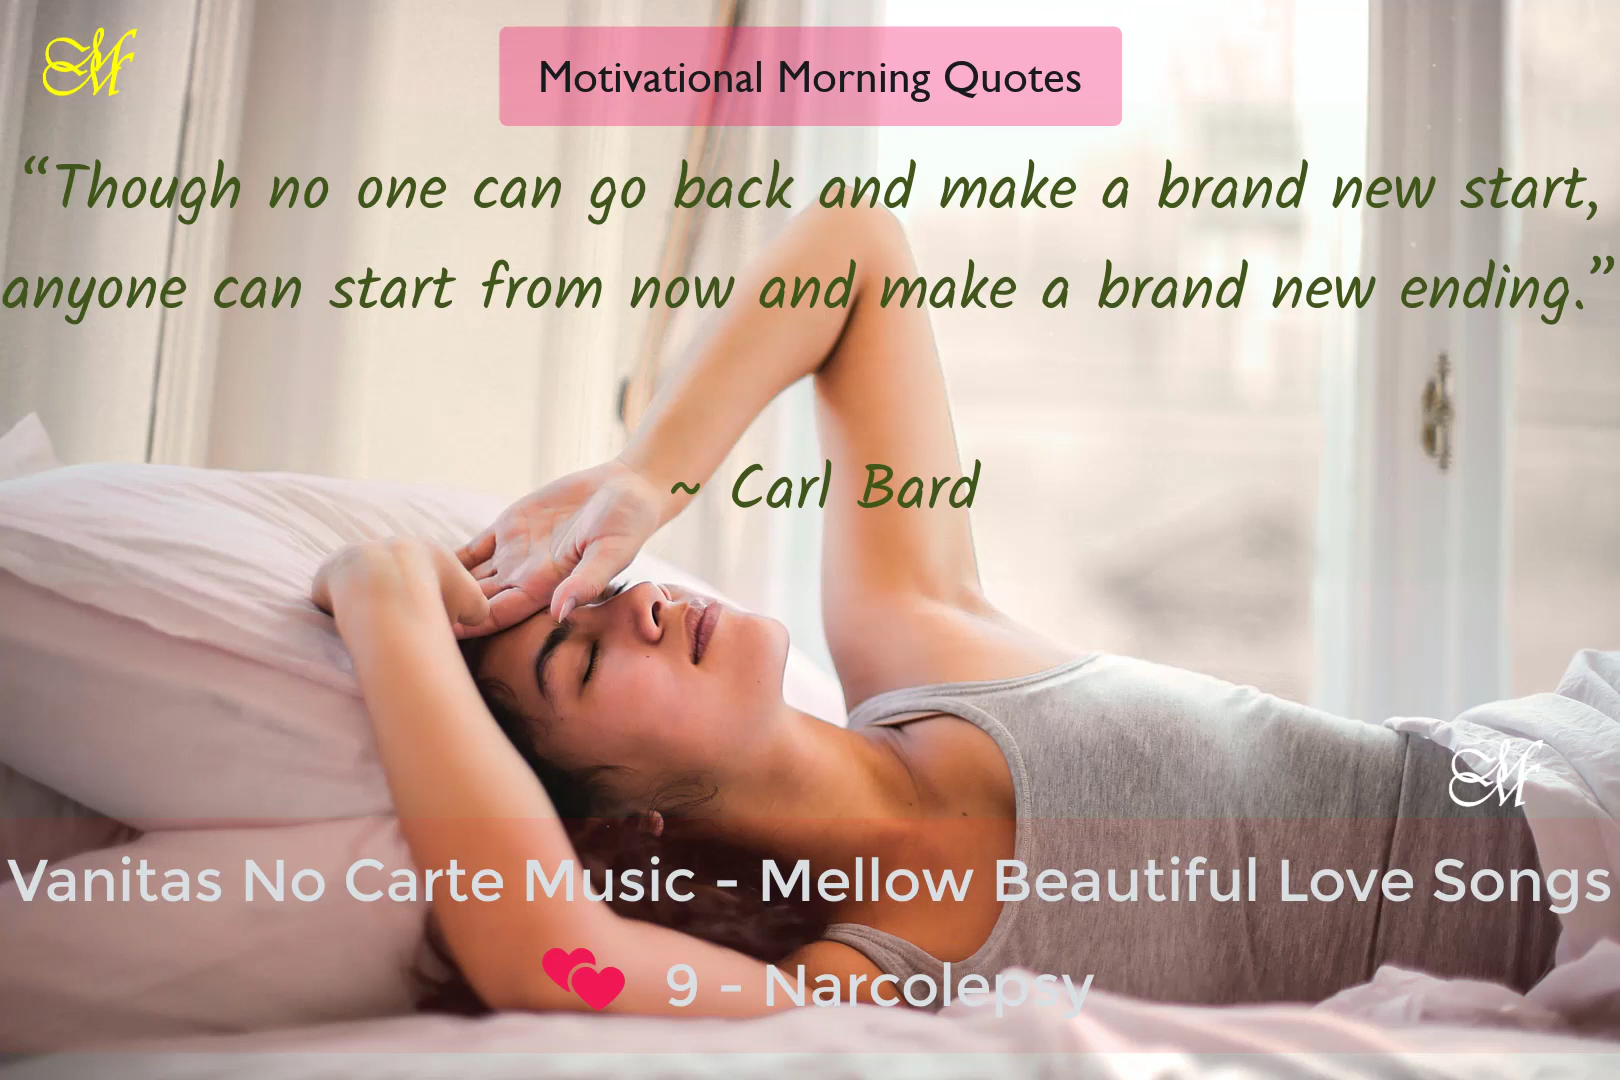 Motivational Morning Quotes
“Though no one can go back and make a brand new start,
anyone can start from now and make a brand new ending.”
~ Carl Bard
Vanitas No Carte Music - Mellow Beautiful Love Songs
💕 9 - Narcolepsy